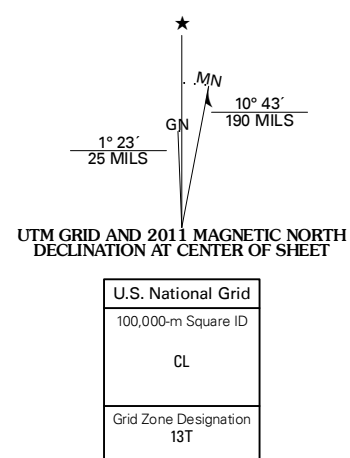 ★
MN
GN
1° 23´
25 MILS
10° 43´
190 MILS
UTM GRID AND 2011 MAGNETIC NORTH
DECLINATION AT CENTER OF SHEET
U.S. National Grid
100,000-m Square ID
CL
Grid Zone Designation
13T